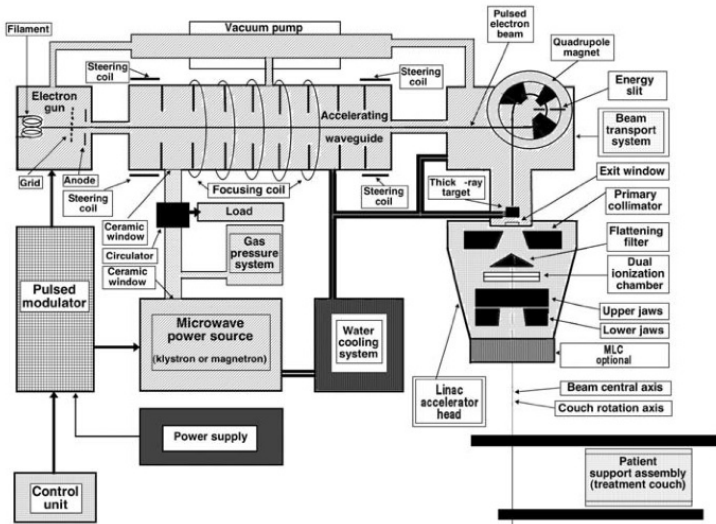 Vacuum pump
Pulsed electron
beam
Quadrupole
magnet
Filament
Steering
coil
Steering
coil
Energy
slit
Electron
gun
Accelerating
waveguide
Beam
transport
system
Grid
Anode
Focusing coil
Steering
coil
Steering
coil
Thick -ray
target
Exit window
Ceramic
window
Load
Primary
collimator
Circulator
Gas
pressure
system
Flattening
filter
Ceramic
window
Dual
ionization
chamber
Pulsed
modulator
Microwave
power source
(klystron or magnetron)
Water
cooling
system
Upper jaws
Lower jaws
MLC
optional
Linac
accelerator
head
Beam central axis
Couch rotation axis
Power supply
Patient
support assembly
(treatment couch)
Control
unit